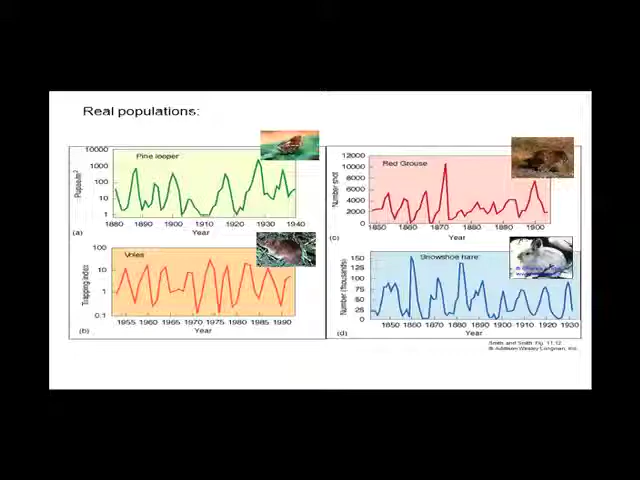 Real populations:
10000
1000
100
10
1
Pine looper
1880 1890 1900 1910 1920 1930 1940
(a)
Year
12000
10000
8000
6000
4000
2000
0
Number shot
Red Grouse
1850 1860 1870 1880 1890 1900
(c)
Year
100
10
1
0.1
Trapping index
Voles
1955 1960 1965 1970 1975 1980 1985 1990
(b)
Year
150
125
100
75
50
25
0
Number (thousands)
Snowshoe hare
1850 1860 1870 1880 1890 1900 1910 1920 1930
(d)
Year
Smith and Smith Fig. 11.12
© Addison Wesley Longman, Inc.